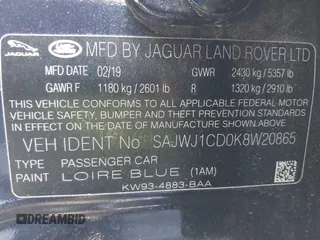 JAGUAR LAND ROVER MFD BY JAGUAR LAND ROVER LTD
MFD DATE 02/19 GVWR 2430 kg / 5357 lb
GAWR F 1180 kg / 2601 lb R 1320 kg / 2910 lb
THIS VEHICLE CONFORMS TO ALL APPLICABLE U.S. FEDERAL MOTOR VEHICLE
SAFETY, BUMPER AND THEFT PREVENTION STANDARDS IN EFFECT
ON THE DATE OF MANUFACTURE SHOWN ABOVE
VEH IDENT No. SAJWJ1CD0K8W20865
TYPE PASSENGER CAR
PAINT LOIRE BLUE (1AM)
KW93-4883-BAA
DREAMBID